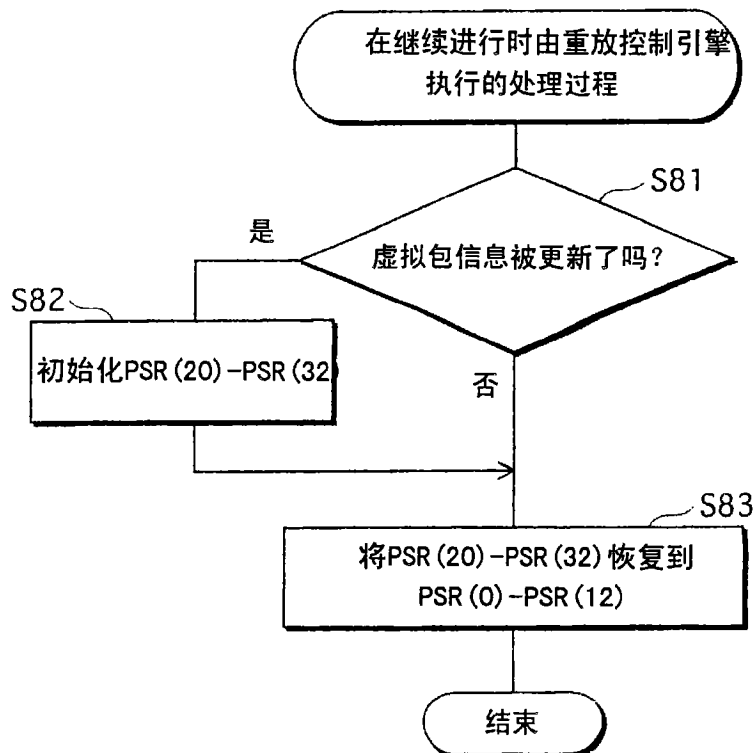 在继续进行时由重放控制引擎
执行的处理过程
S81
虚拟包信息被更新了吗?
是
S82
初始化PSR(20)-PSR(32)
否
S83
将PSR(20)-PSR(32)恢复到
PSR(0)-PSR(12)
结束